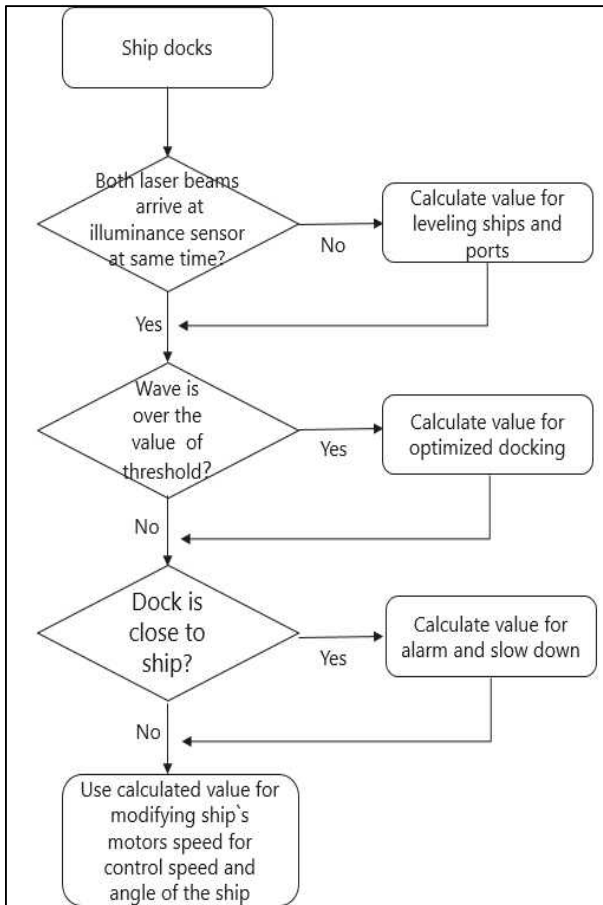 Ship docks
Both laser beams
arrive at
illuminance sensor
at same time?
No
Calculate value for
leveling ships and
ports
Yes
Wave is
over the
value of
threshold?
Yes
Calculate value for
optimized docking
No
Dock is
close to
ship?
Yes
Calculate value for
alarm and slow down
No
Use calculated value for
modifying ship`s
motors speed for
control speed and
angle of the ship